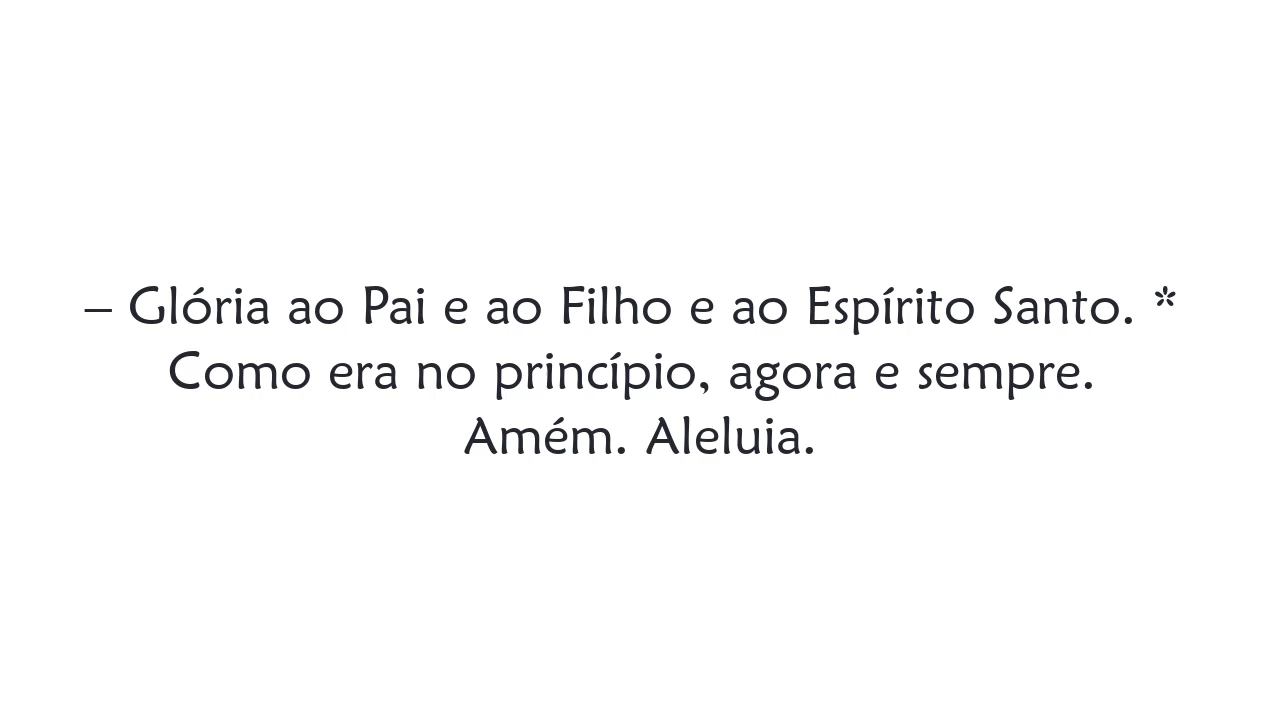 – Glória ao Pai e ao Filho e ao Espírito Santo. *
Como era no princípio, agora e sempre.
Amém. Aleluia.